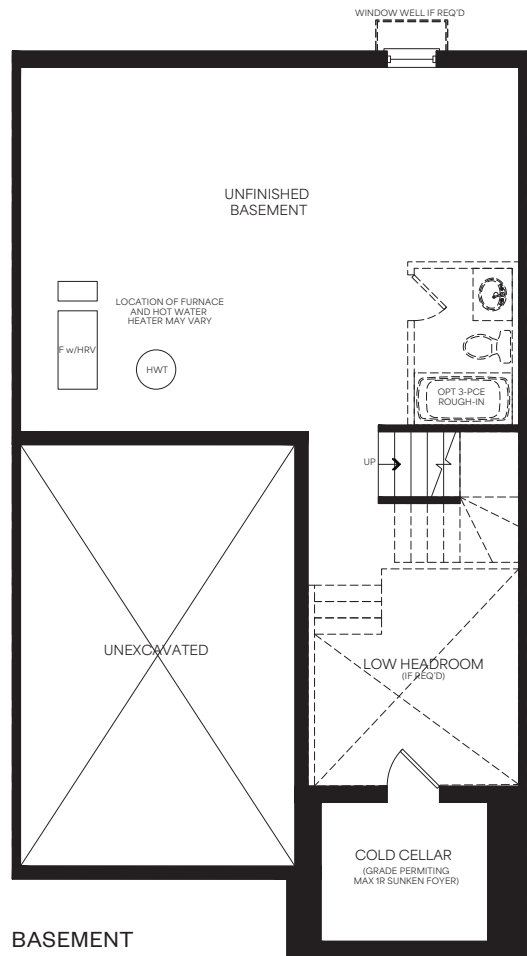 WINDOW WELL IF REQ'D
UNFINISHED
BASEMENT
LOCATION OF FURNACE
AND HOT WATER
HEATER MAY VARY
F w/HRV
HWT
OPT 3-PCE
ROUGH-IN
UP
UNEXCAVATED
LOW HEADROOM
(IF REQ'D)
COLD CELLAR
(GRADE PERMITING
MAX 1R SUNKEN FOYER)
BASEMENT